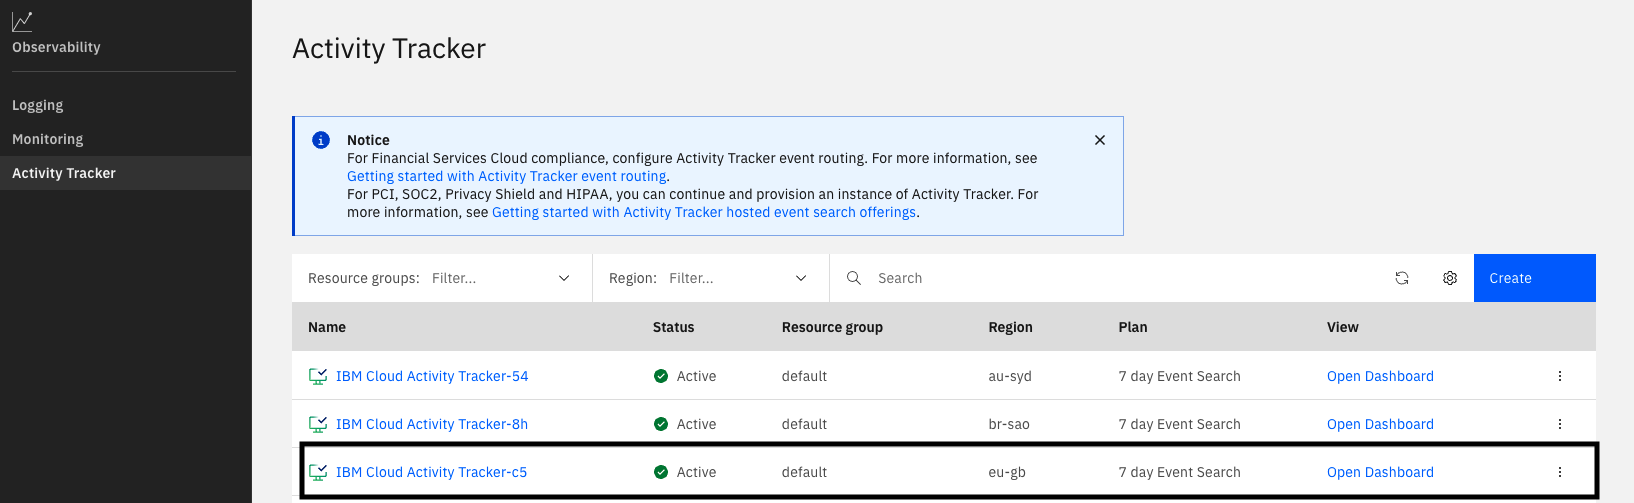 Observability
Logging
Monitoring
Activity Tracker
Activity Tracker
Notice
For Financial Services Cloud compliance, configure Activity Tracker event routing. For more information, see
Getting started with Activity Tracker event routing.
For PCI, SOC2, Privacy Shield and HIPAA, you can continue and provision an instance of Activity Tracker. For
more information, see Getting started with Activity Tracker hosted event search offerings.
Resource groups: Filter... Region: Filter... Search Create
Name Status Resource group Region Plan View
IBM Cloud Activity Tracker-54 Active default au-syd 7 day Event Search Open Dashboard
IBM Cloud Activity Tracker-8h Active default br-sao 7 day Event Search Open Dashboard
IBM Cloud Activity Tracker-c5 Active default eu-gb 7 day Event Search Open Dashboard